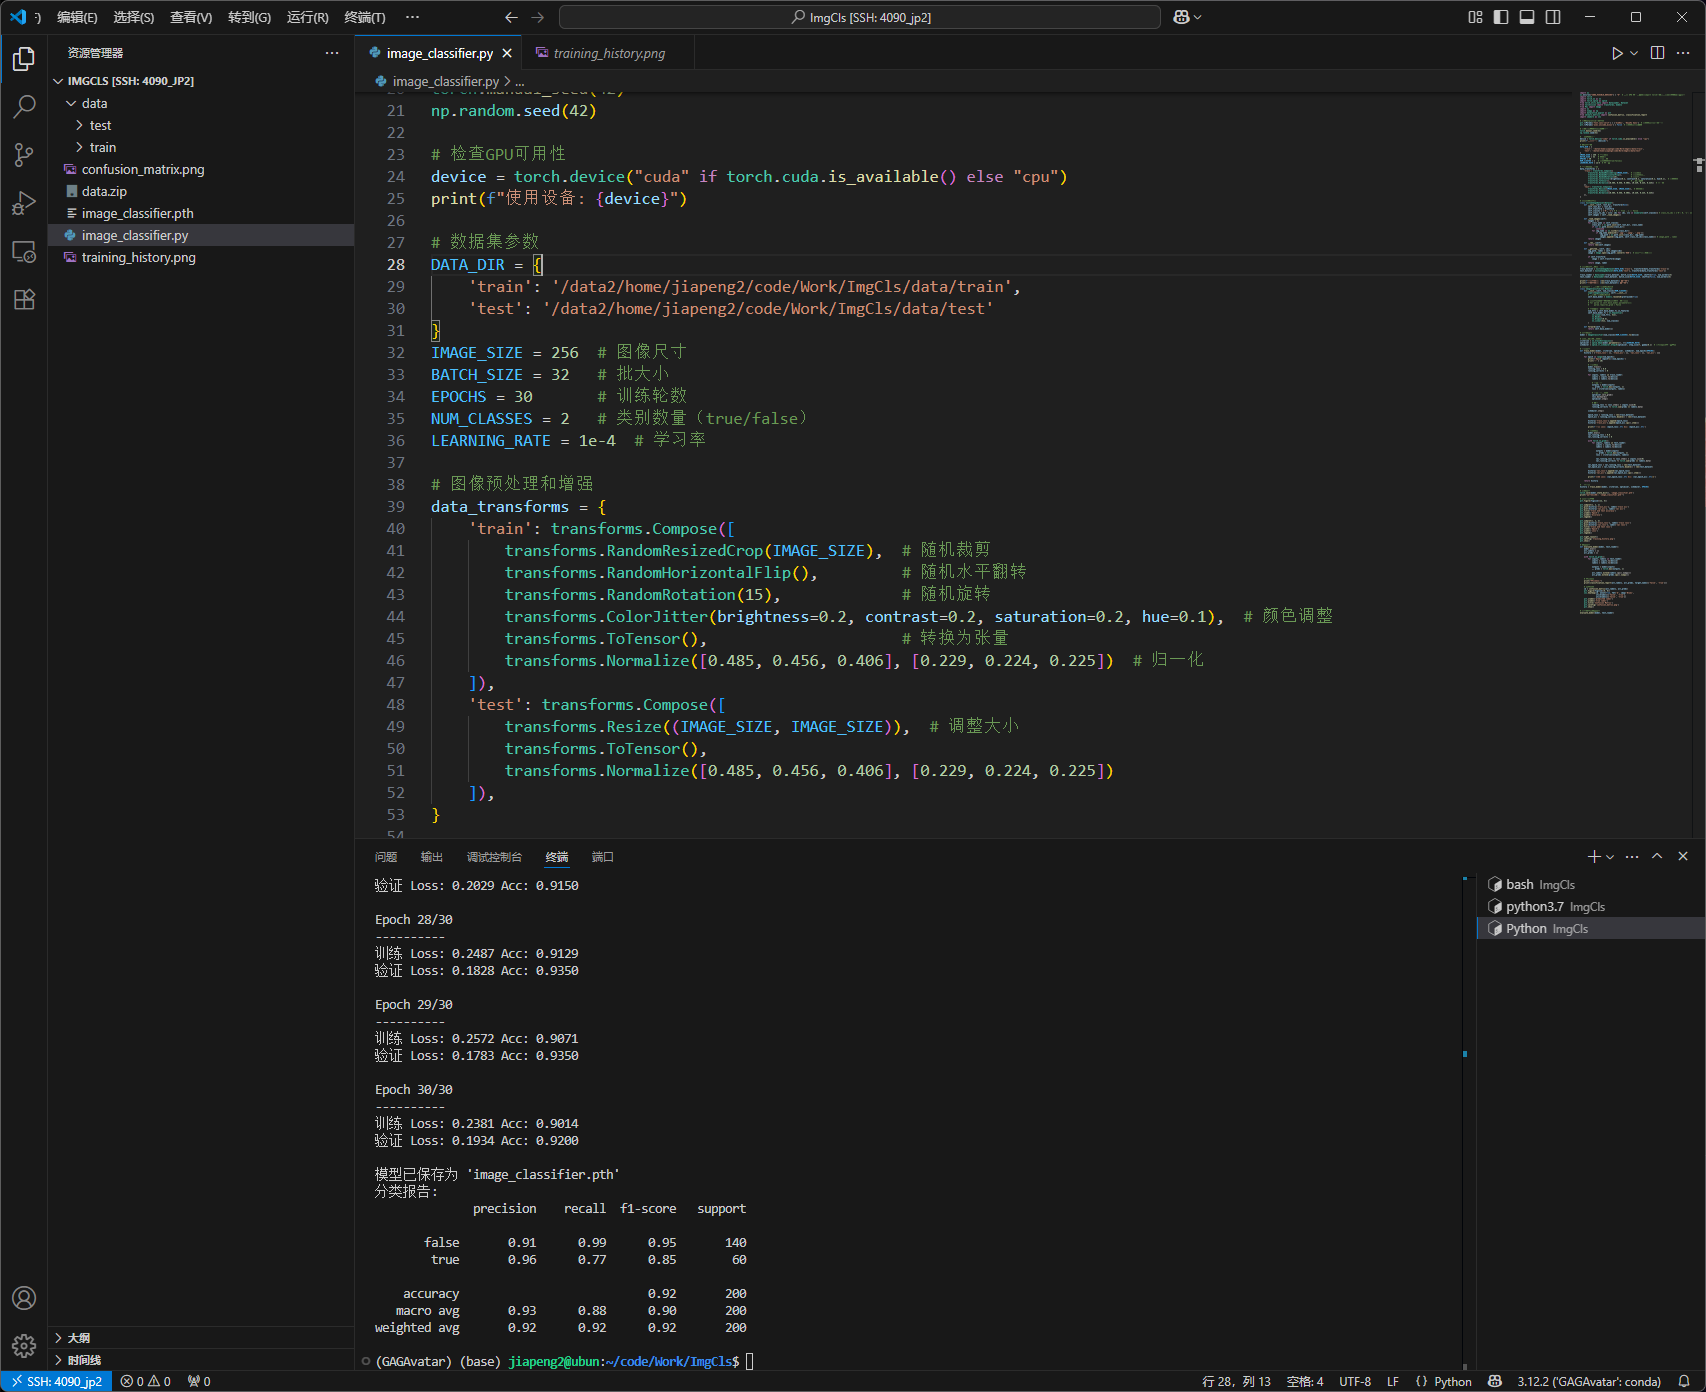 编辑(E) 选择(S) 查看(V) 转到(G) 运行(R) 终端(T) ···
ImgCls [SSH: 4090_jp2]
资源管理器
IMGCLS [SSH: 4090_JP2]
data
test
train
confusion_matrix.png
data.zip
image_classifier.pth
image_classifier.py
training_history.png
大纲
时间线
image_classifier.py
training_history.png
image_classifier.py > ...
21 np.random.seed(42)
22
23 # 检查GPU可用性
24 device = torch.device("cuda" if torch.cuda.is_available() else "cpu")
25 print(f"使用设备: {device}")
26
27 # 数据集参数
28 DATA_DIR = {
29     'train': '/data2/home/jiapeng2/code/Work/ImgCls/data/train',
30     'test': '/data2/home/jiapeng2/code/Work/ImgCls/data/test'
31 }
32 IMAGE_SIZE = 256  # 图像尺寸
33 BATCH_SIZE = 32   # 批大小
34 EPOCHS = 30       # 训练轮数
35 NUM_CLASSES = 2   # 类别数量（true/false）
36 LEARNING_RATE = 1e-4  # 学习率
37
38 # 图像预处理和增强
39 data_transforms = {
40     'train': transforms.Compose([
41         transforms.RandomResizedCrop(IMAGE_SIZE),  # 随机裁剪
42         transforms.RandomHorizontalFlip(),         # 随机水平翻转
43         transforms.RandomRotation(15),             # 随机旋转
44         transforms.ColorJitter(brightness=0.2, contrast=0.2, saturation=0.2, hue=0.1),  # 颜色调整
45         transforms.ToTensor(),                     # 转换为张量
46         transforms.Normalize([0.485, 0.456, 0.406], [0.229, 0.224, 0.225])  # 归一化
47     ]),
48     'test': transforms.Compose([
49         transforms.Resize((IMAGE_SIZE, IMAGE_SIZE)),  # 调整大小
50         transforms.ToTensor(),
51         transforms.Normalize([0.485, 0.456, 0.406], [0.229, 0.224, 0.225])
52     ]),
53 }
54
问题 输出 调试控制台 终端 端口
验证 Loss: 0.2029 Acc: 0.9150
Epoch 28/30
----------
训练 Loss: 0.2487 Acc: 0.9129
验证 Loss: 0.1828 Acc: 0.9350
Epoch 29/30
----------
训练 Loss: 0.2572 Acc: 0.9071
验证 Loss: 0.1783 Acc: 0.9350
Epoch 30/30
----------
训练 Loss: 0.2381 Acc: 0.9014
验证 Loss: 0.1934 Acc: 0.9200
模型已保存为 'image_classifier.pth'
分类报告:
precision recall f1-score support
false 0.91 0.99 0.95 140
true 0.96 0.77 0.85 60
accuracy 0.92 200
macro avg 0.93 0.88 0.90 200
weighted avg 0.92 0.92 0.92 200
(GAGAvatar) (base) jiapeng2@ubun:~/code/Work/ImgCls$
bash ImgCls
python3.7 ImgCls
Python ImgCls
SSH: 4090_jp2 0 0 0 行 28, 列 13 空格: 4 UTF-8 LF {} Python 3.12.2 ('GAGAvatar': conda)